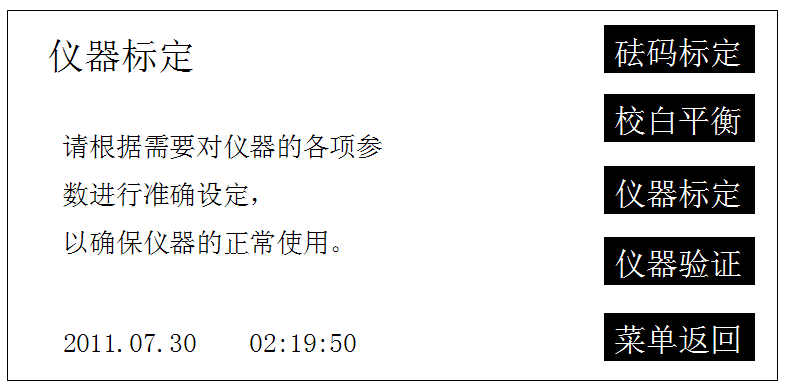 仪器标定
请根据需要对仪器的各项参
数进行准确设定，
以确保仪器的正常使用。
2011.07.30 02:19:50
砝码标定
校白平衡
仪器标定
仪器验证
菜单返回